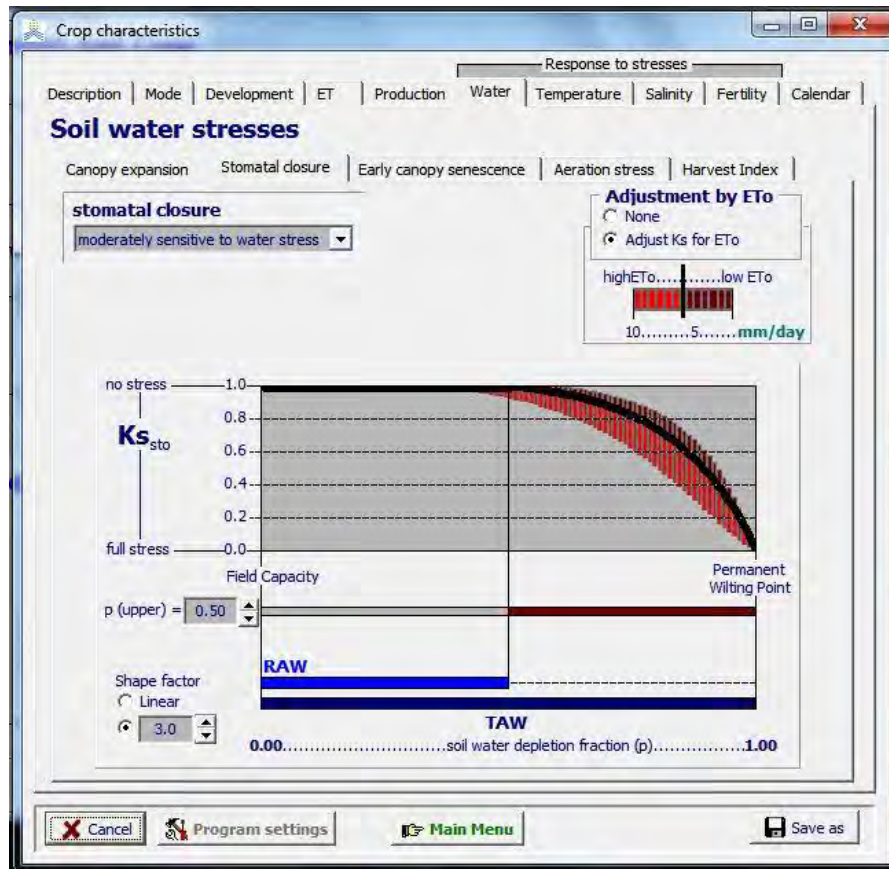 Crop characteristics
Response to stresses
Description Mode Development ET Production Water Temperature Salinity Fertility Calendar
Soil water stresses
Canopy expansion Stomatal closure Early canopy senescence Aeration stress Harvest Index
stomatal closure
moderately sensitive to water stress
Adjustment by ETo
None
Adjust Ks for ETo
highETo............low ETo
10.........5.......mm/day
no stress 1.0
0.8
Ks sto
0.6
0.4
0.2
full stress 0.0
Field Capacity
Permanent
Wilting Point
p (upper) = 0.50
RAW
Shape factor
Linear
3.0
TAW
0.00.............................soil water depletion fraction (p)................1.00
Cancel Program settings Main Menu Save as